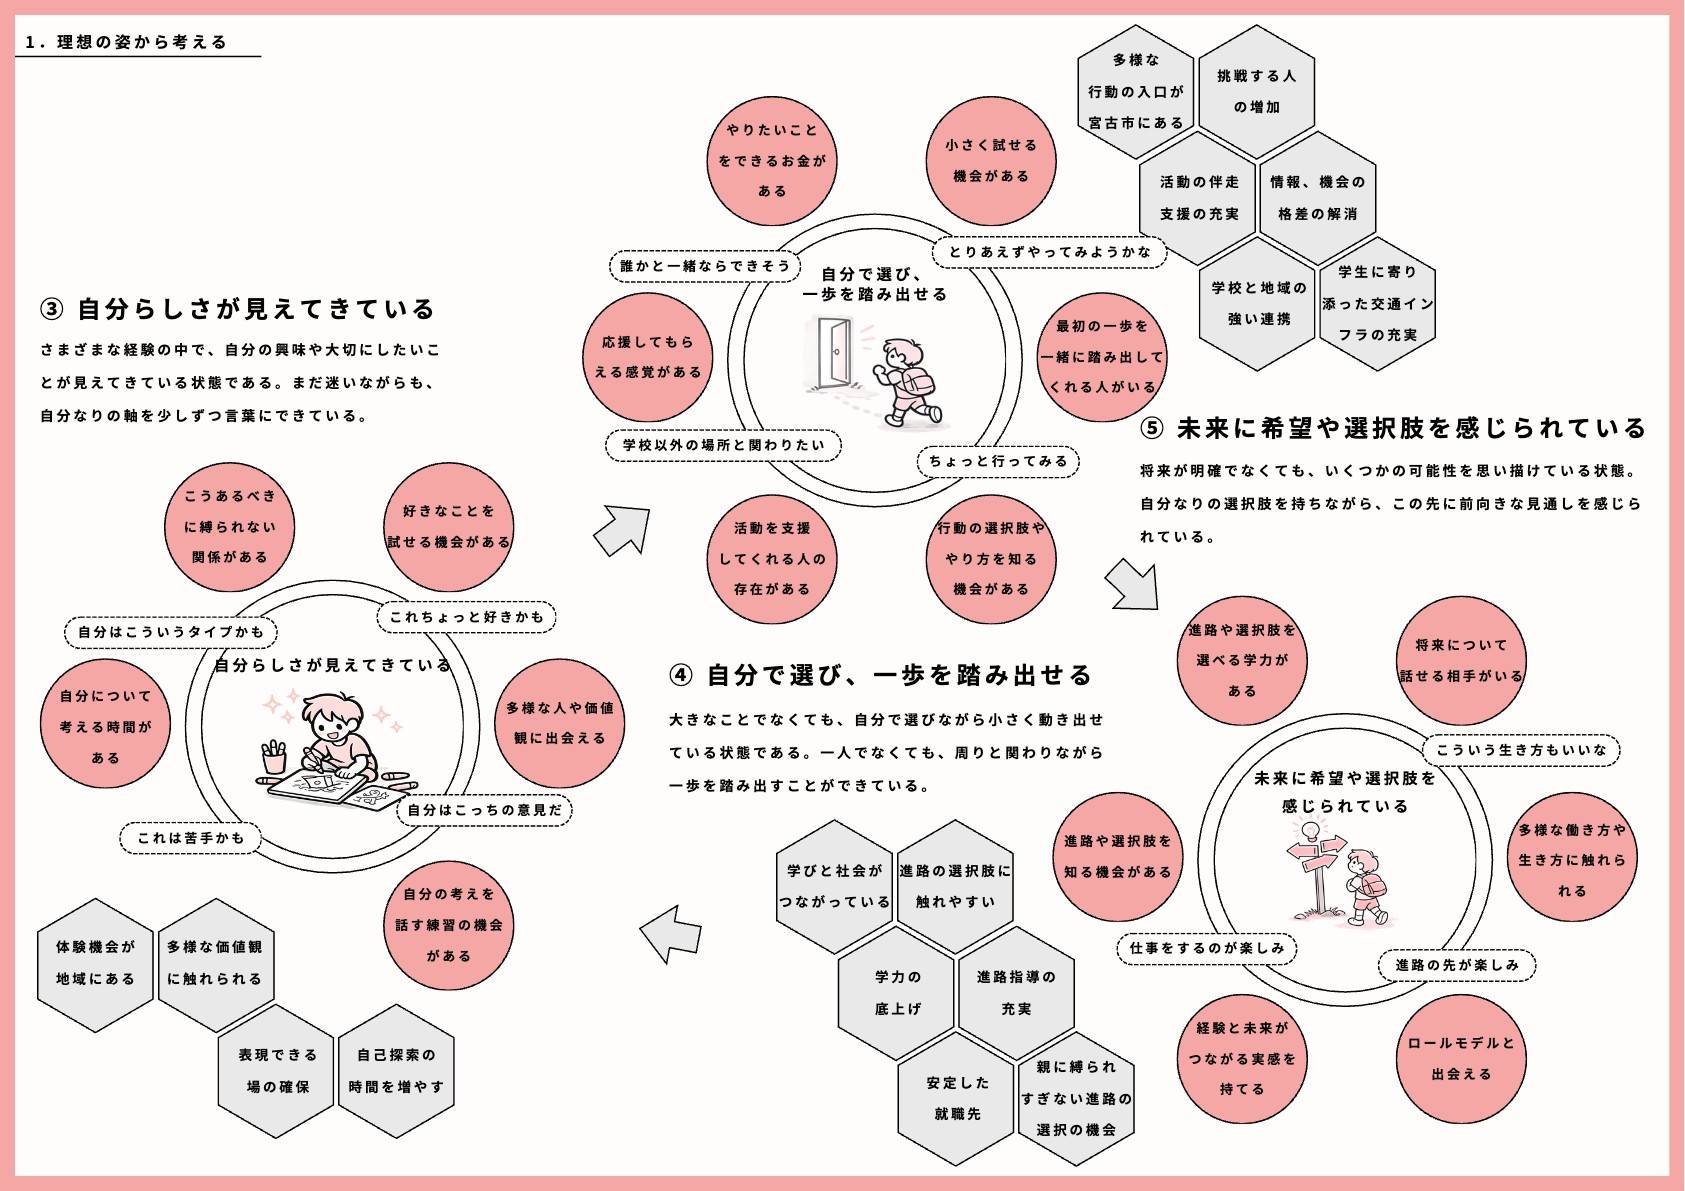 1. 理想の姿から考える
③ 自分らしさが見えてきている
さまざまな経験の中で、自分の興味や大切にしたいこ
とが見えてきている状態である。まだ迷いながらも、
自分なりの軸を少しずつ言葉にできている。
こうあるべき
に縛られない
関係がある
好きなことを
試せる機会がある
自分はこういうタイプかも
これちょっと好きかも
自分らしさが見えてきている
自分について
考える時間が
ある
多様な人や価値
観に出会える
自分はこっちの意見だ
これは苦手かも
自分の考えを
話す練習の機会
がある
体験機会が
地域にある
多様な価値観
に触れられる
表現できる
場の確保
自己探索の
時間を増やす
やりたいこと
をできるお金が
ある
小さく試せる
機会がある
誰かと一緒ならできそう
とりあえずやってみようかな
自分で選び、
一歩を踏み出せる
応援してもら
える感覚がある
最初の一歩を
一緒に踏み出して
くれる人がいる
学校以外の場所と関わりたい
ちょっと行ってみる
活動を支援
してくれる人の
存在がある
行動の選択肢や
やり方を知る
機会がある
多様な
行動の入口が
宮古市にある
挑戦する人
の増加
活動の伴走
支援の充実
情報、機会の
格差の解消
学校と地域の
強い連携
学生に寄り
添った交通イン
フラの充実
④ 自分で選び、一歩を踏み出せる
大きなことでなくても、自分で選びながら小さく動き出せ
ている状態である。一人でなくても、周りと関わりながら
一歩を踏み出すことができている。
⑤ 未来に希望や選択肢を感じられている
将来が明確でなくても、いくつかの可能性を思い描けている状態。
自分なりの選択肢を持ちながら、この先に前向きな見通しを感じら
れている。
進路や選択肢を
選べる学力が
ある
将来について
話せる相手がいる
こういう生き方もいいな
未来に希望や選択肢を
感じられている
進路や選択肢を
知る機会がある
多様な働き方や
生き方に触れら
れる
仕事をするのが楽しみ
進路の先が楽しみ
経験と未来が
つながる実感を
持てる
ロールモデルと
出会える
学びと社会が
つながっている
進路の選択肢に
触れやすい
学力の
底上げ
進路指導の
充実
安定した
就職先
親に縛られ
すぎない進路の
選択の機会